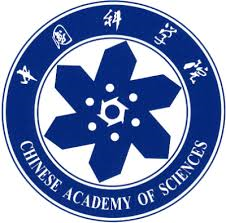 中国科学院
CHINESE ACADEMY OF SCIENCES